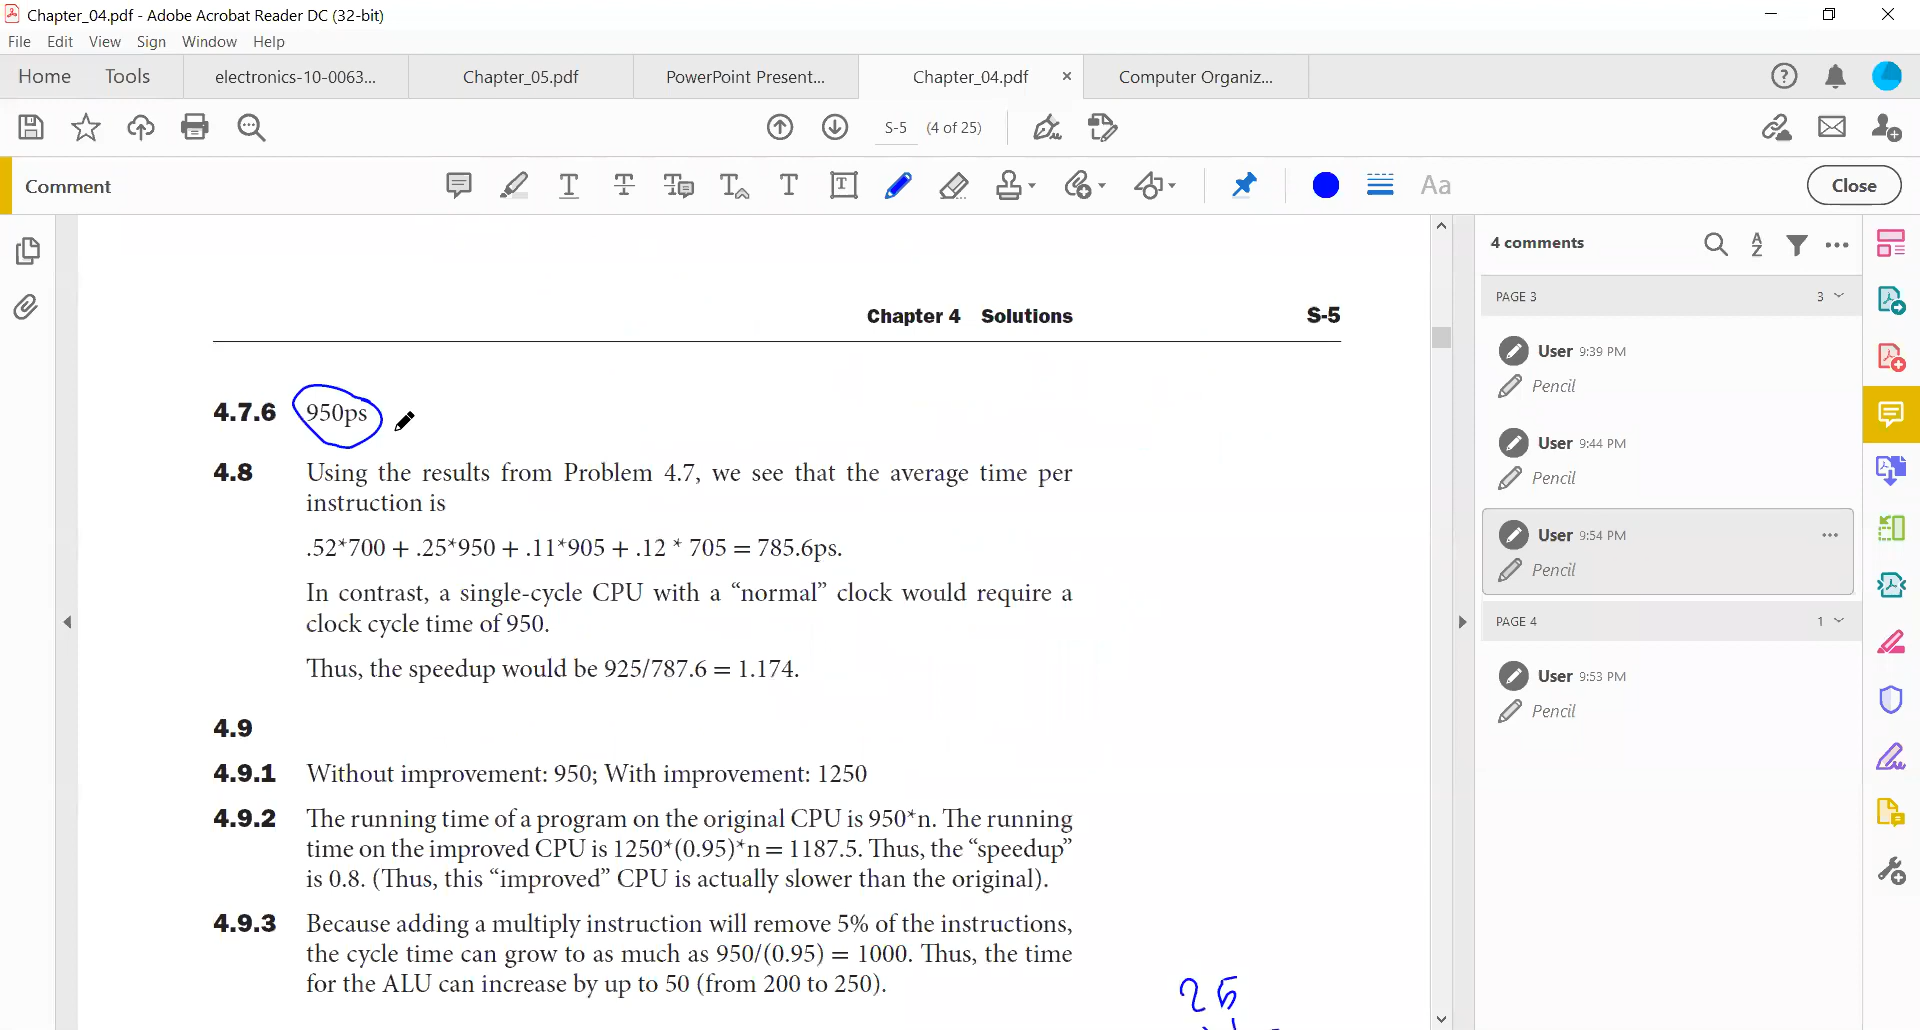 Chapter_04.pdf - Adobe Acrobat Reader DC (32-bit)
File Edit View Sign Window Help
Home Tools electronics-10-0063... Chapter_05.pdf PowerPoint Present... Chapter_04.pdf × Computer Organiz...
S-5 (4 of 25)
Comment
Aa
Close
4 comments
PAGE 3 3
User 9:39 PM
Pencil
User 9:44 PM
Pencil
User 9:54 PM ...
Pencil
PAGE 4 1
User 9:53 PM
Pencil
Chapter 4 Solutions S-5
4.7.6 950ps
4.8 Using the results from Problem 4.7, we see that the average time per
instruction is
.52*700 + .25*950 + .11*905 + .12 * 705 = 785.6ps.
In contrast, a single-cycle CPU with a “normal” clock would require a
clock cycle time of 950.
Thus, the speedup would be 925/787.6 = 1.174.
4.9
4.9.1 Without improvement: 950; With improvement: 1250
4.9.2 The running time of a program on the original CPU is 950*n. The running
time on the improved CPU is 1250*(0.95)*n = 1187.5. Thus, the “speedup”
is 0.8. (Thus, this “improved” CPU is actually slower than the original).
4.9.3 Because adding a multiply instruction will remove 5% of the instructions,
the cycle time can grow to as much as 950/(0.95) = 1000. Thus, the time
for the ALU can increase by up to 50 (from 200 to 250).
25